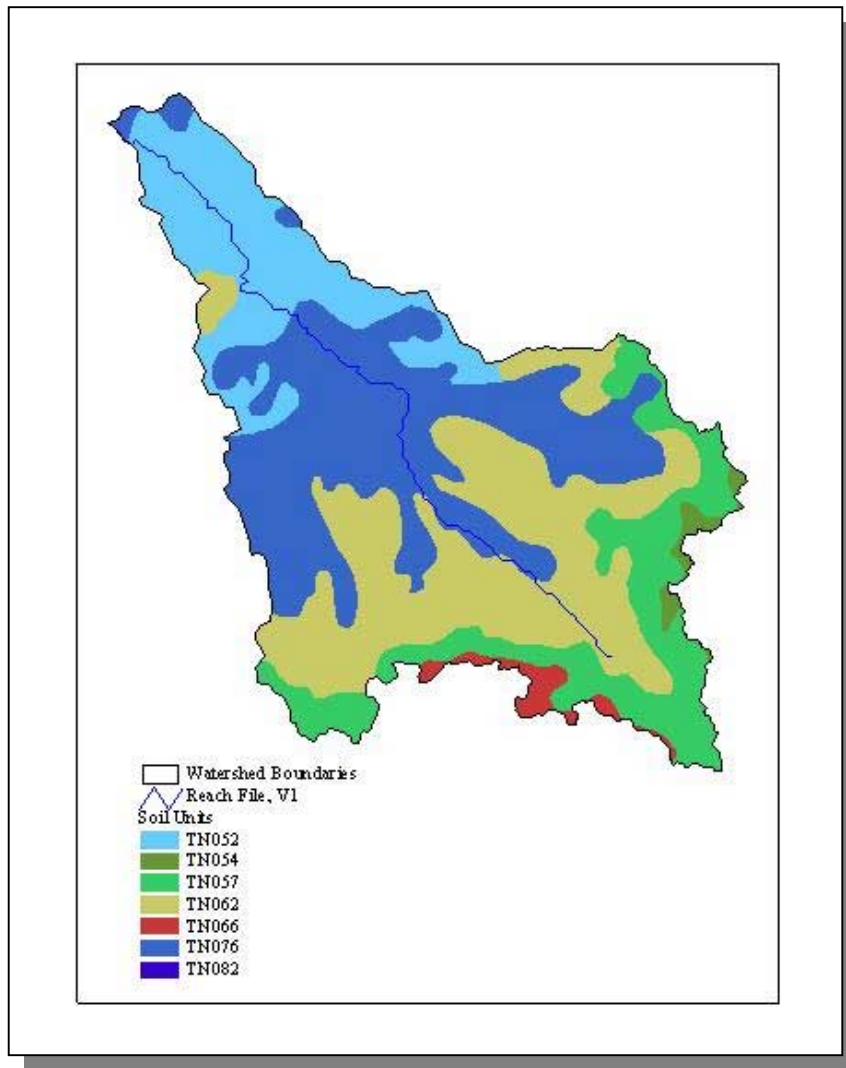 Watershed Boundaries
Reach File, V1
Soil Units
TN052
TN054
TN057
TN062
TN066
TN076
TN082